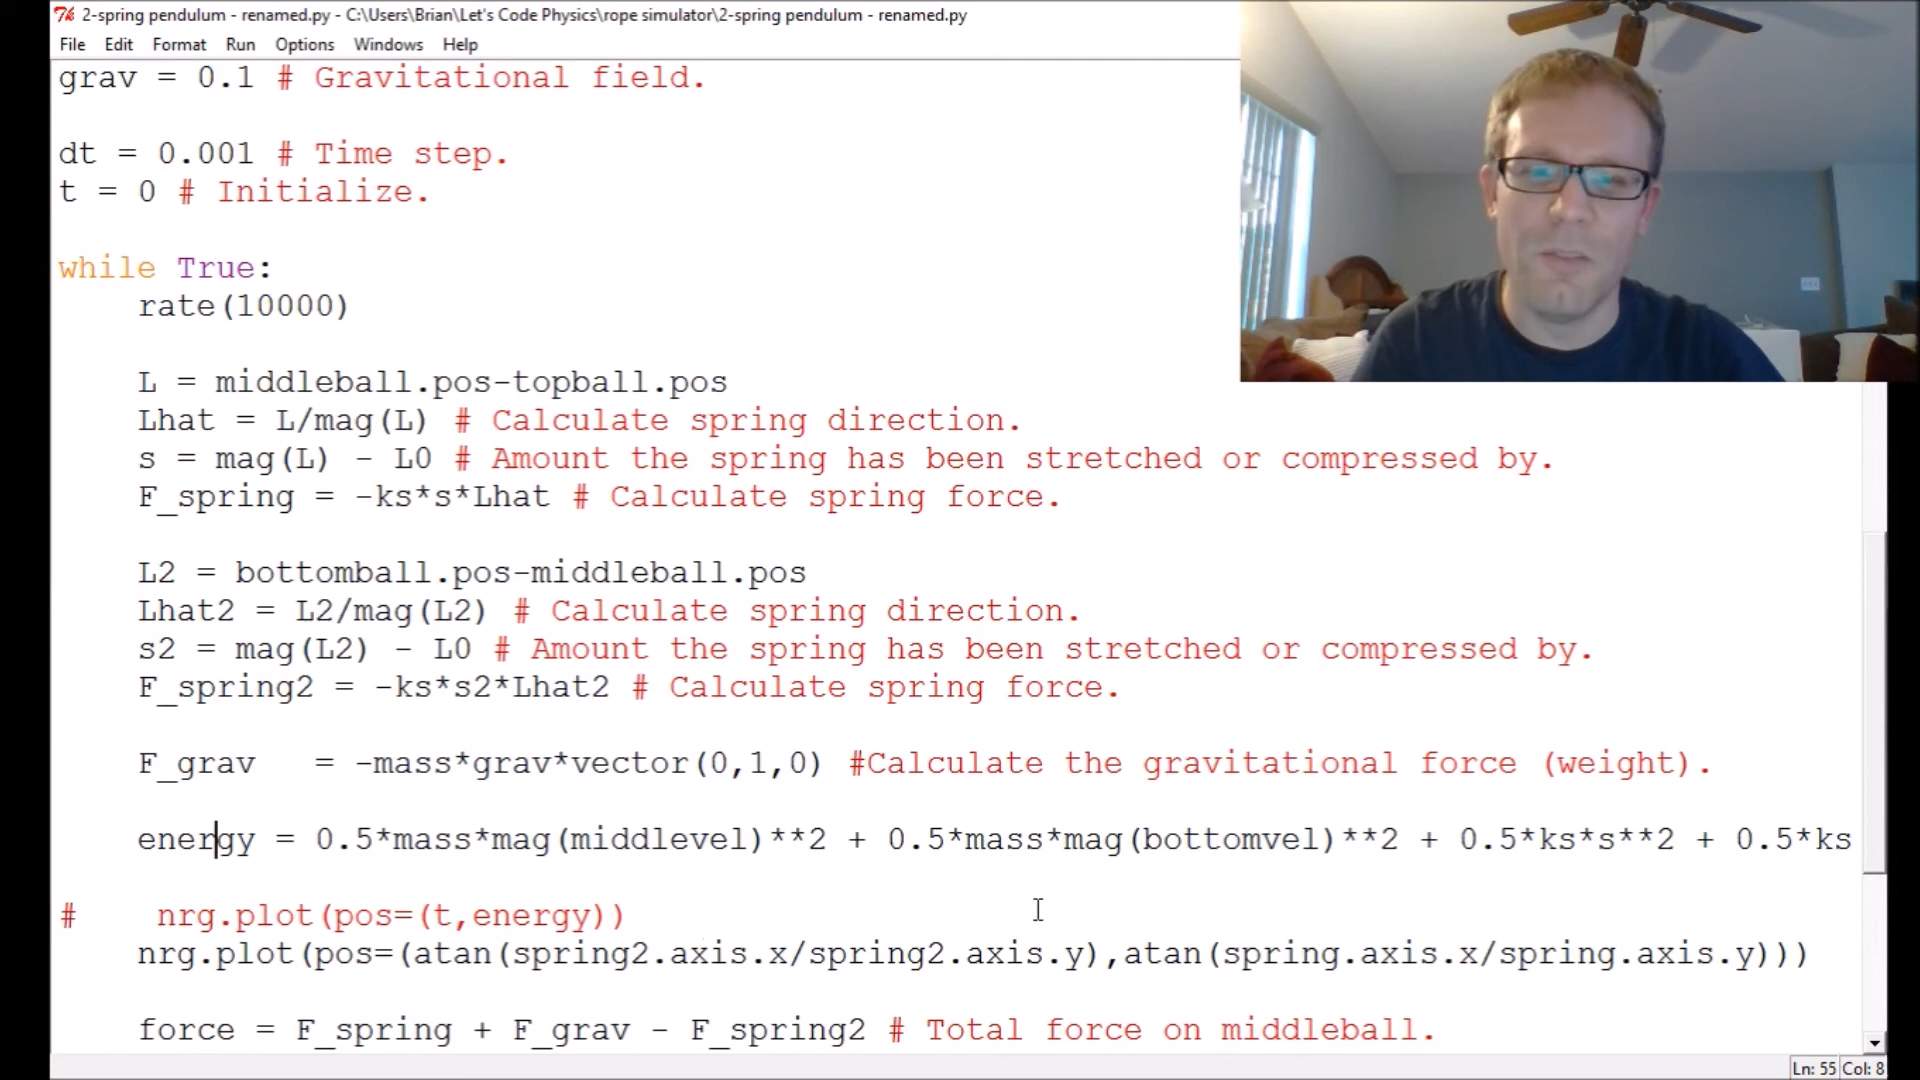 2-spring pendulum - renamed.py - C:\Users\Brian\Let's Code Physics\rope simulator\2-spring pendulum - renamed.py
File Edit Format Run Options Windows Help
grav = 0.1 # Gravitational field.
dt = 0.001 # Time step.
t = 0 # Initialize.
while True:
rate(10000)
L = middleball.pos-topball.pos
Lhat = L/mag(L) # Calculate spring direction.
s = mag(L) - L0 # Amount the spring has been stretched or compressed by.
F_spring = -ks*s*Lhat # Calculate spring force.
L2 = bottomball.pos-middleball.pos
Lhat2 = L2/mag(L2) # Calculate spring direction.
s2 = mag(L2) - L0 # Amount the spring has been stretched or compressed by.
F_spring2 = -ks*s2*Lhat2 # Calculate spring force.
F_grav   = -mass*grav*vector(0,1,0) #Calculate the gravitational force (weight).
energy = 0.5*mass*mag(middlevel)**2 + 0.5*mass*mag(bottomvel)**2 + 0.5*ks*s**2 + 0.5*ks
#    nrg.plot(pos=(t,energy))
nrg.plot(pos=(atan(spring2.axis.x/spring2.axis.y),atan(spring.axis.x/spring.axis.y)))
force = F_spring + F_grav - F_spring2 # Total force on middleball.
Ln: 55 Col: 8